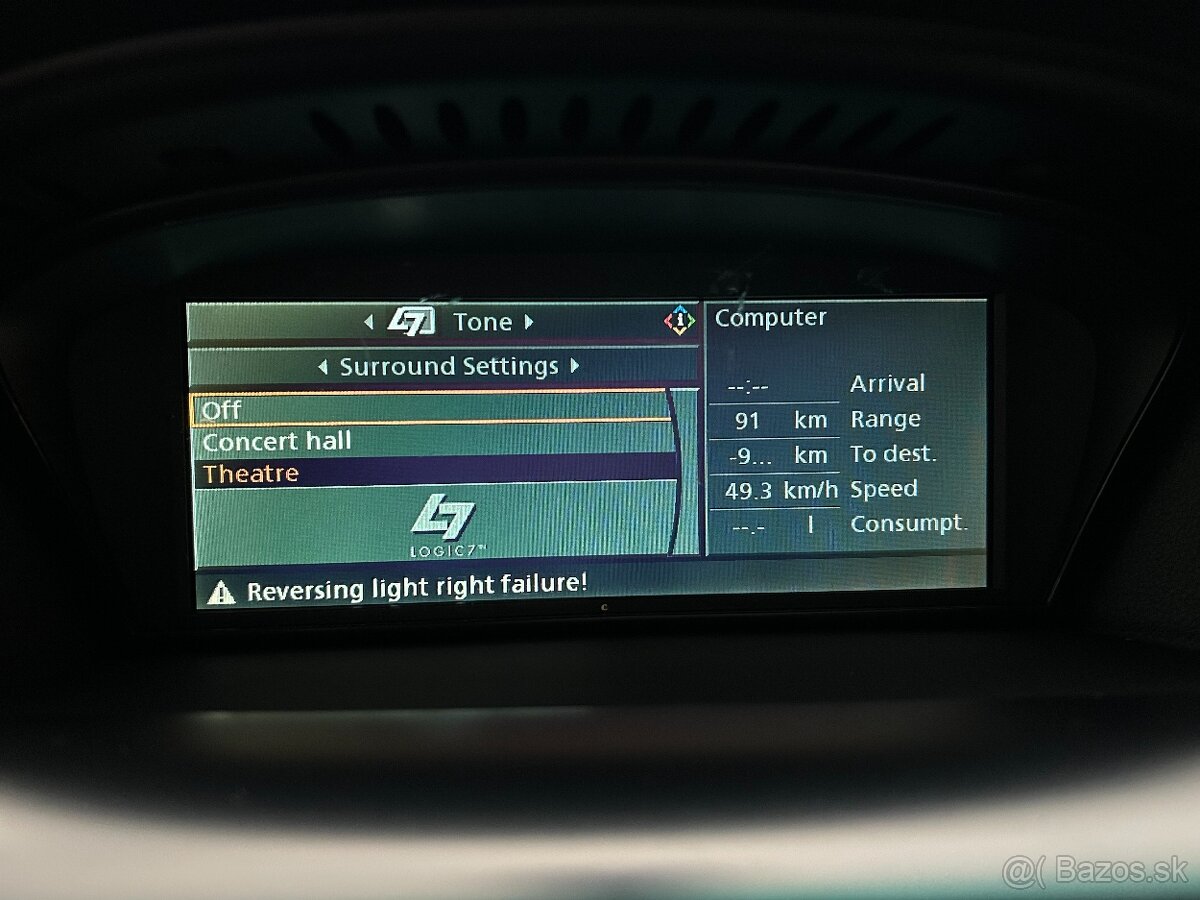 Tone
Surround Settings
Off
Concert hall
Theatre
LOGIC7™
Computer
--:-- Arrival
91 km Range
-9... km To dest.
49.3 km/h Speed
--.- l Consumpt.
Reversing light right failure!
@( Bazos.sk